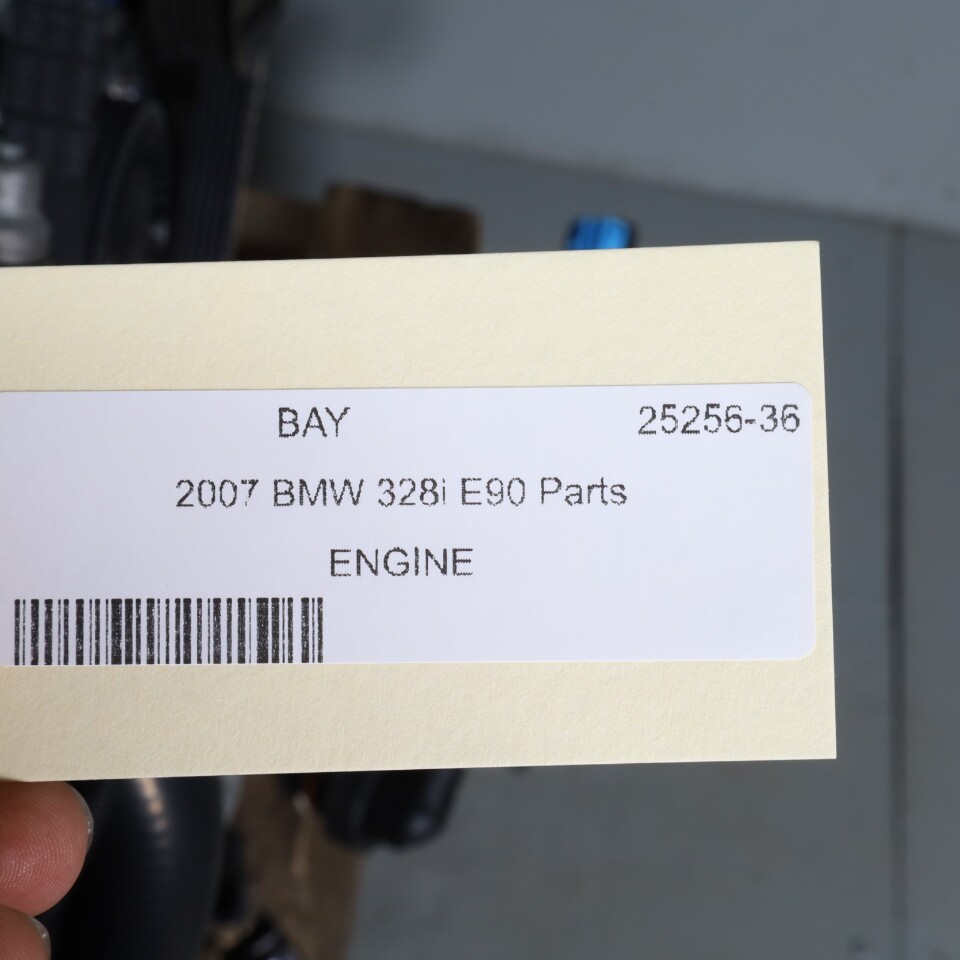 BAY 25256-36
2007 BMW 328i E90 Parts
ENGINE